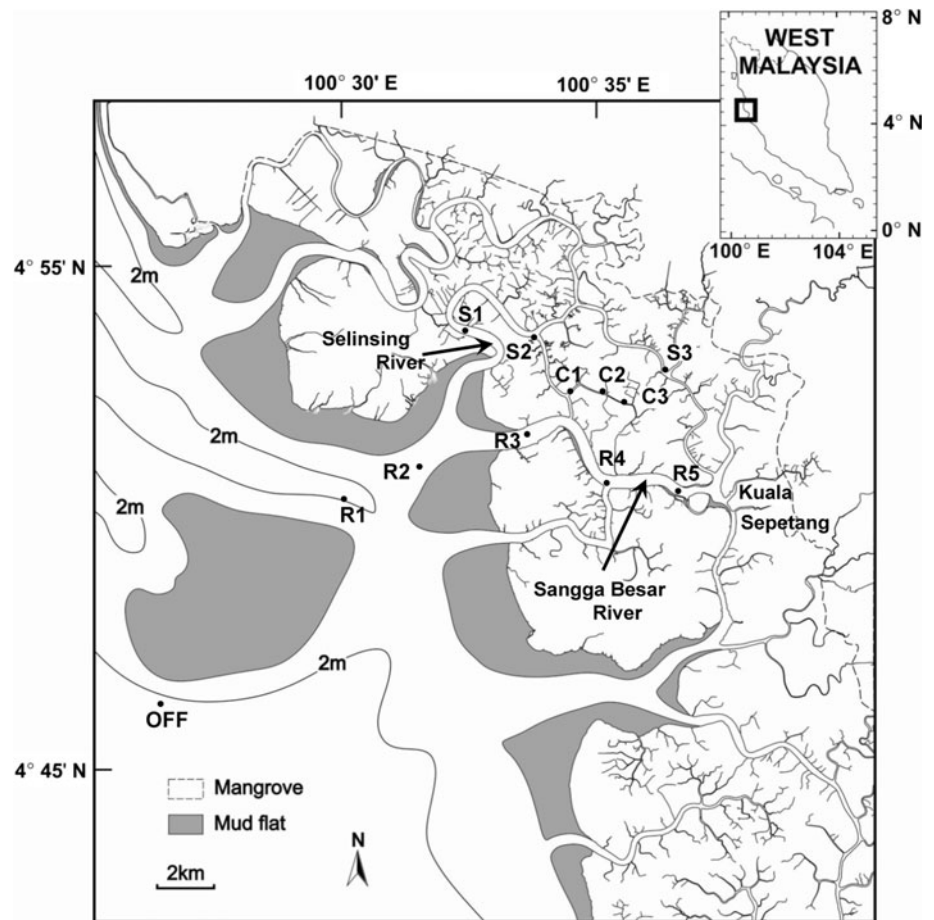 8° N
WEST
MALAYSIA
4° N
0° N
100° E
104° E
100° 30' E
100° 35' E
4° 55' N
4° 45' N
2m
S1
Selinsing
River
S2
S3
C1
C2
C3
2m
R3
R2
R4
R5
R1
Kuala
Sepetang
2m
Sangga Besar
River
2m
OFF
Mangrove
Mud flat
N
2km